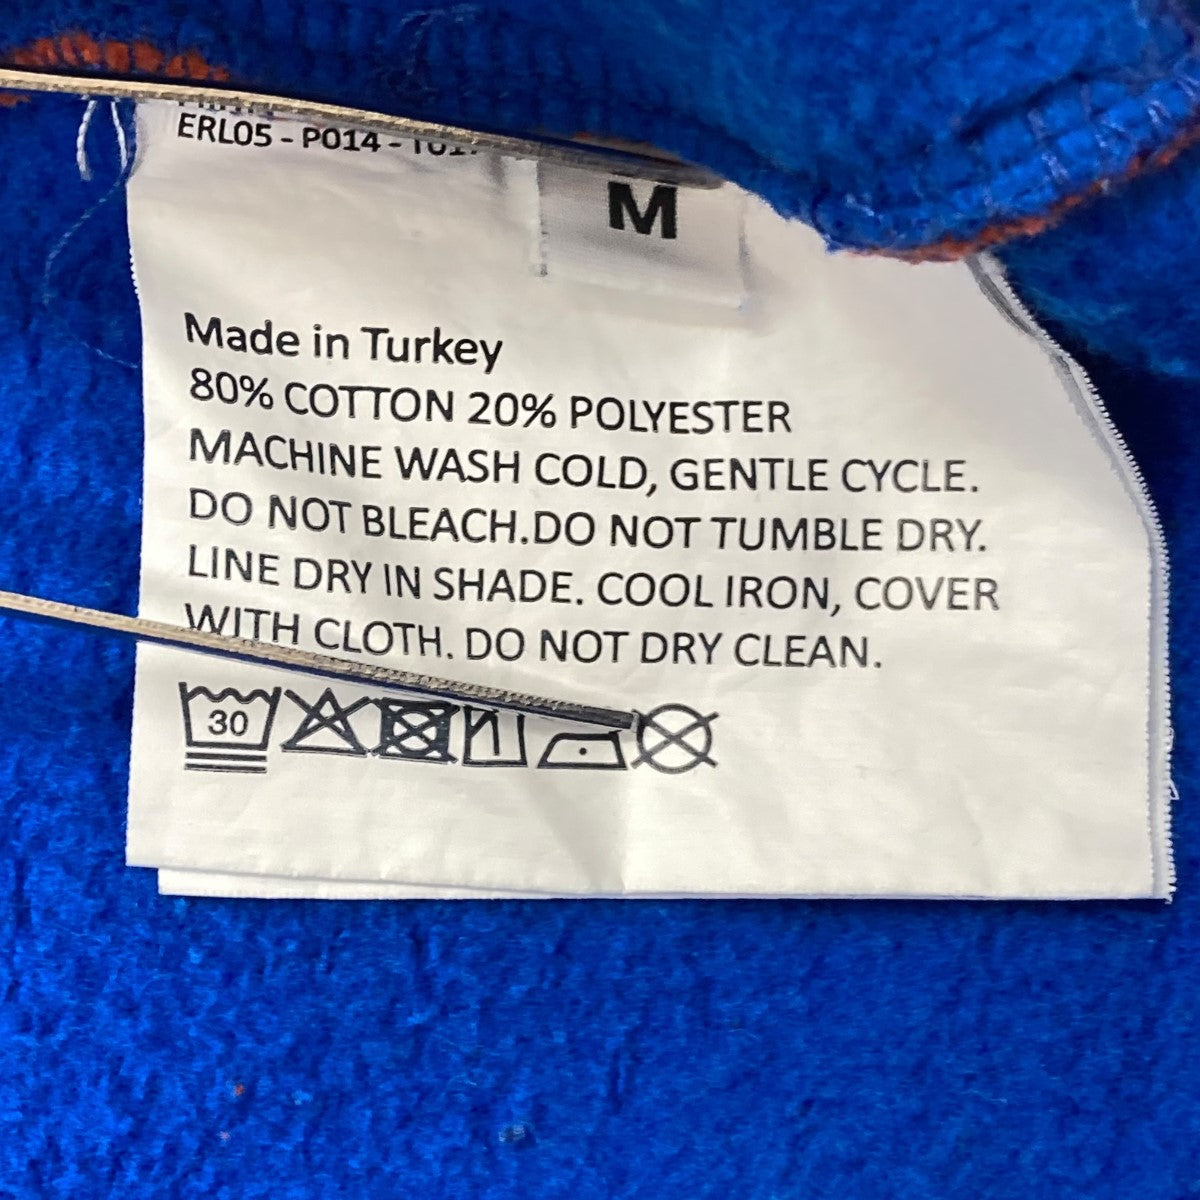 ERL05 - P014 -
M
Made in Turkey
80% COTTON 20% POLYESTER
MACHINE WASH COLD, GENTLE CYCLE.
DO NOT BLEACH.DO NOT TUMBLE DRY.
LINE DRY IN SHADE. COOL IRON, COVER
WITH CLOTH. DO NOT DRY CLEAN.
30